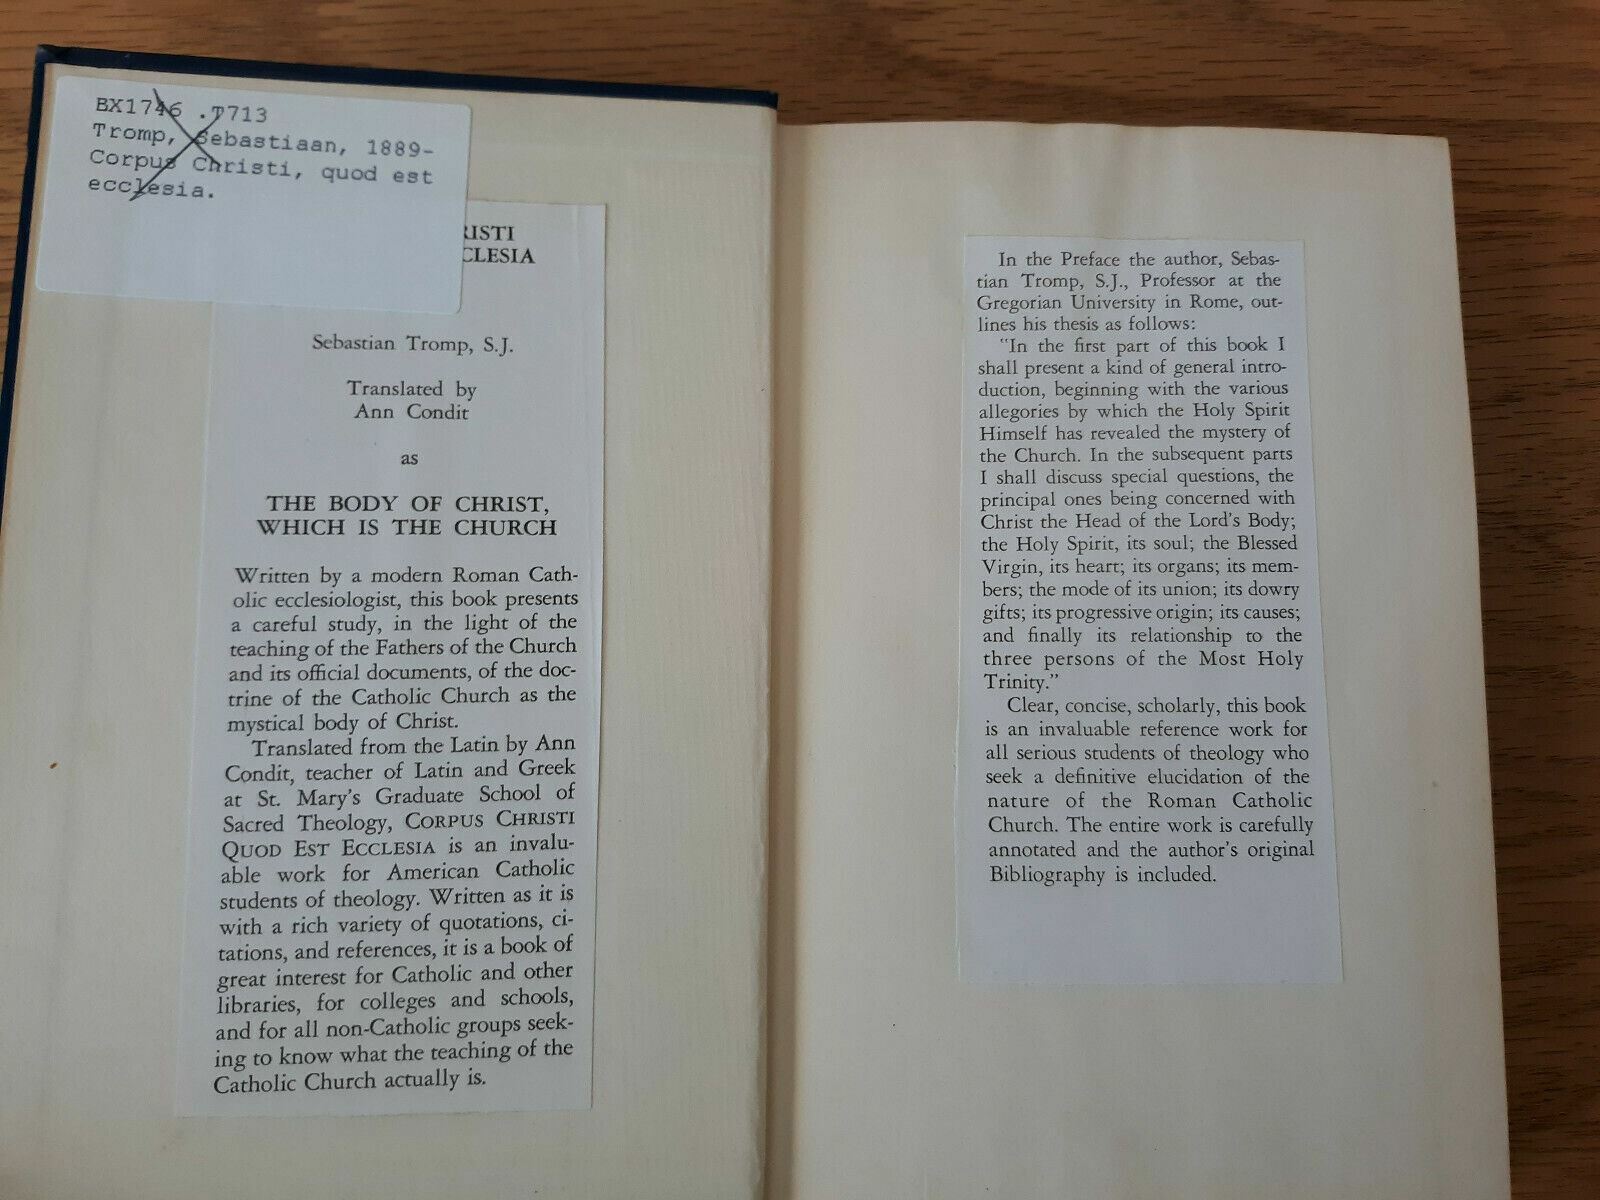 BX1746 .T713
Tromp, Sebastiaan, 1889-
Corpus Christi, quod est
ecclesia.
RISTI
CLESIA
Sebastian Tromp, S.J.
Translated by
Ann Condit
as
THE BODY OF CHRIST,
WHICH IS THE CHURCH
Written by a modern Roman Cath-
olic ecclesiologist, this book presents
a careful study, in the light of the
teaching of the Fathers of the Church
and its official documents, of the doc-
trine of the Catholic Church as the
mystical body of Christ.
Translated from the Latin by Ann
Condit, teacher of Latin and Greek
at St. Mary's Graduate School of
Sacred Theology, CORPUS CHRISTI
QUOD EST ECCLESIA is an invalu-
able work for American Catholic
students of theology. Written as it is
with a rich variety of quotations, ci-
tations, and references, it is a book of
great interest for Catholic and other
libraries, for colleges and schools,
and for all non-Catholic groups seek-
ing to know what the teaching of the
Catholic Church actually is.
In the Preface the author, Sebas-
tian Tromp, S.J., Professor at the
Gregorian University in Rome, out-
lines his thesis as follows:
"In the first part of this book I
shall present a kind of general intro-
duction, beginning with the various
allegories by which the Holy Spirit
Himself has revealed the mystery of
the Church. In the subsequent parts
I shall discuss special questions, the
principal ones being concerned with
Christ the Head of the Lord's Body;
the Holy Spirit, its soul; the Blessed
Virgin, its heart; its organs; its mem-
bers; the mode of its union; its dowry
gifts; its progressive origin; its causes;
and finally its relationship to the
three persons of the Most Holy
Trinity."
Clear, concise, scholarly, this book
is an invaluable reference work for
all serious students of theology who
seek a definitive elucidation of the
nature of the Roman Catholic
Church. The entire work is carefully
annotated and the author's original
Bibliography is included.